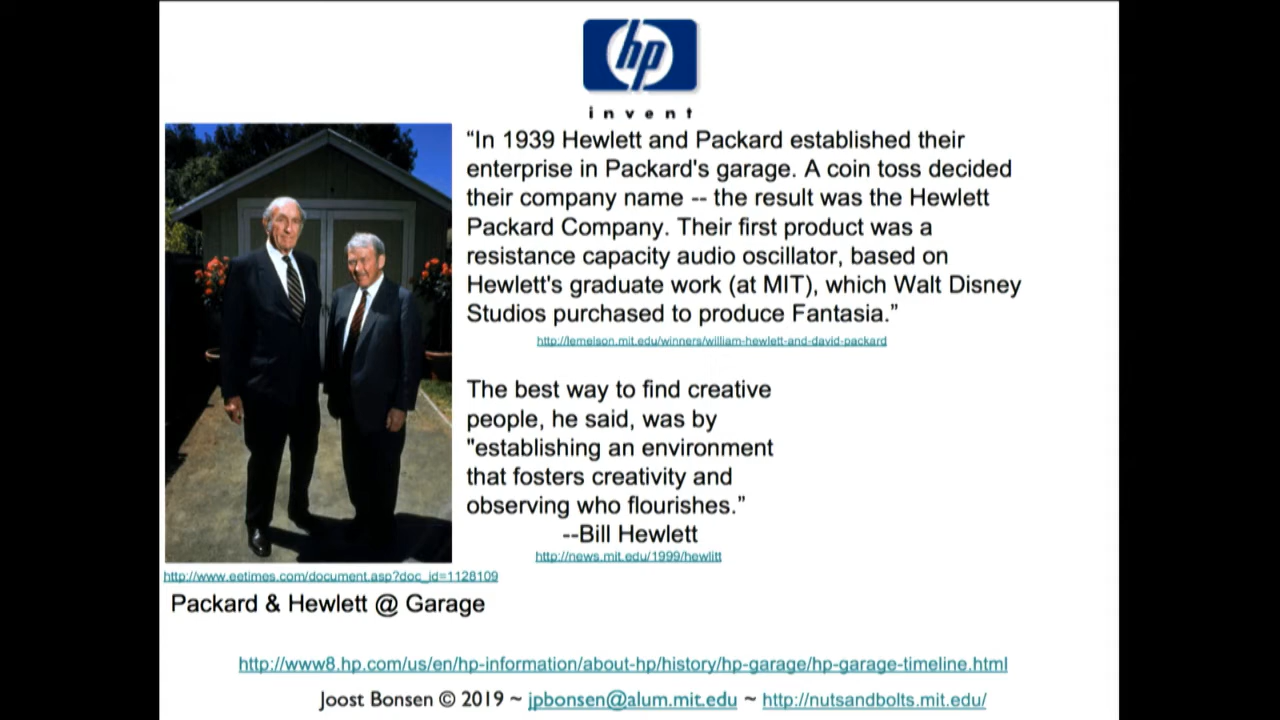 hp
invent
“In 1939 Hewlett and Packard established their
enterprise in Packard's garage. A coin toss decided
their company name -- the result was the Hewlett
Packard Company. Their first product was a
resistance capacity audio oscillator, based on
Hewlett's graduate work (at MIT), which Walt Disney
Studios purchased to produce Fantasia.”
http://lemelson.mit.edu/winners/william-hewlett-and-david-packard
The best way to find creative
people, he said, was by
"establishing an environment
that fosters creativity and
observing who flourishes.”
--Bill Hewlett
http://news.mit.edu/1999/hewlitt
http://www.eetimes.com/document.asp?doc_id=1128109
Packard & Hewlett @ Garage
http://www8.hp.com/us/en/hp-information/about-hp/history/hp-garage/hp-garage-timeline.html
Joost Bonsen © 2019 ~ jpbonsen@alum.mit.edu ~ http://nutsandbolts.mit.edu/